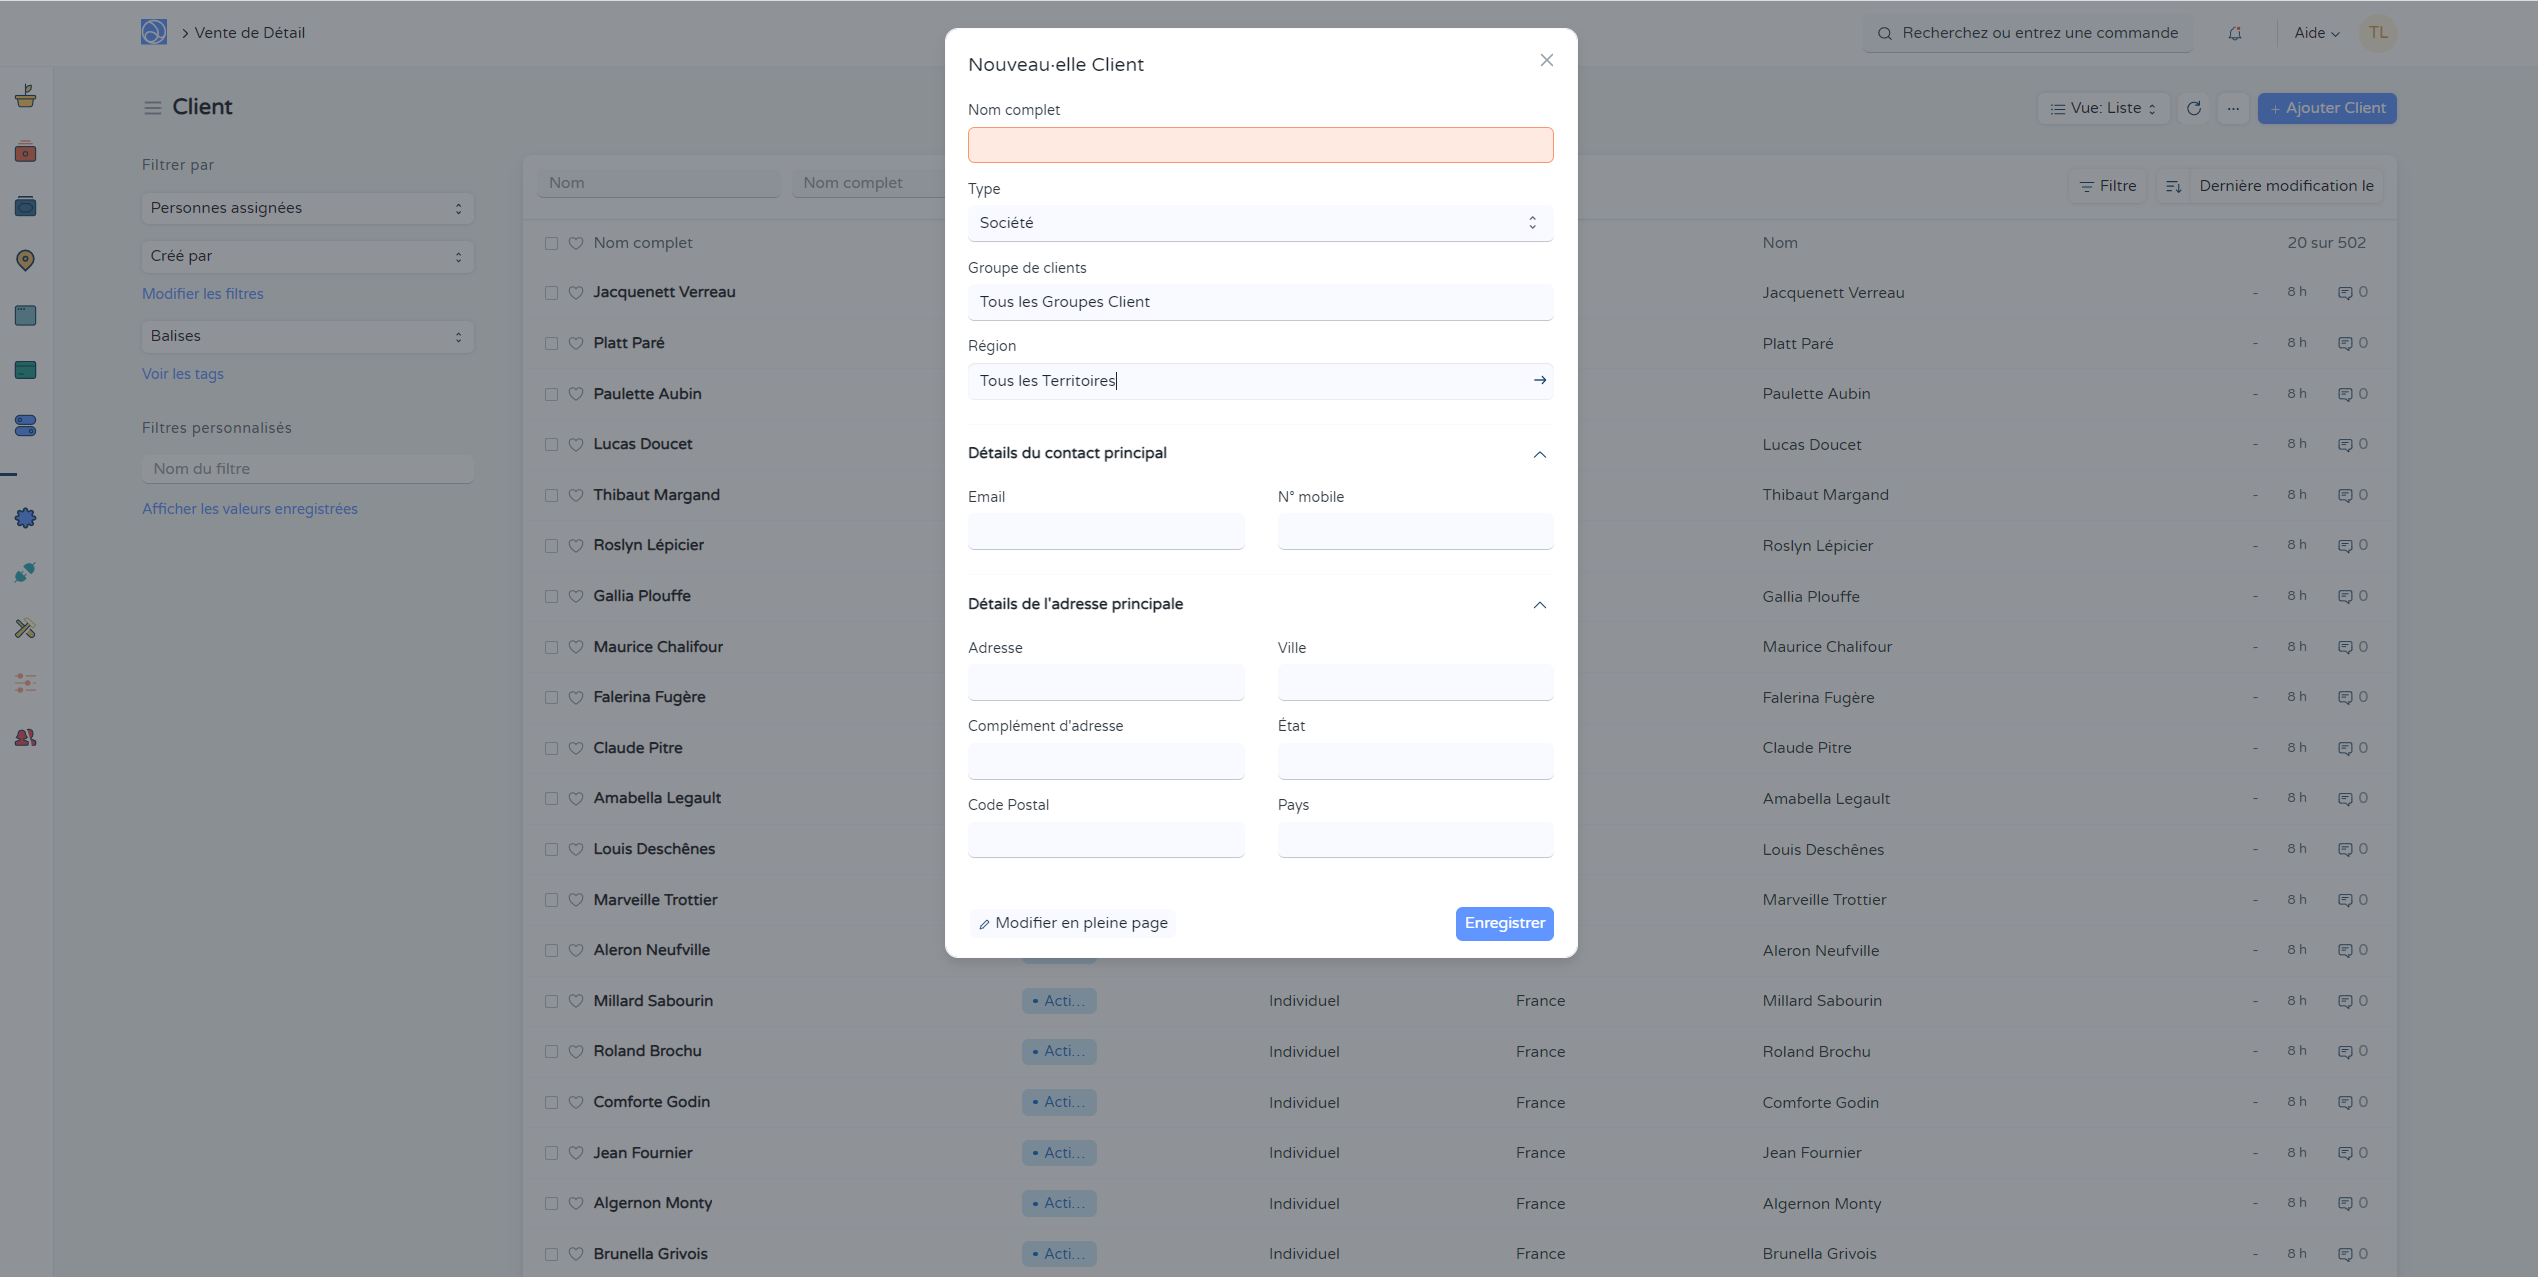 Vente de Détail
Recherchez ou entrez une commande
Aide
TL
Client
Vue: Liste
...
+ Ajouter Client
Filtrer par
Personnes assignées
Créé par
Modifier les filtres
Balises
Voir les tags
Filtres personnalisés
Nom du filtre
Afficher les valeurs enregistrées
Nom
Nom complet
Filtre
Dernière modification le
Nom complet
Nom
20 sur 502
Jacquenett Verreau Jacquenett Verreau - 8 h 0
Platt Paré Platt Paré - 8 h 0
Paulette Aubin Paulette Aubin - 8 h 0
Lucas Doucet Lucas Doucet - 8 h 0
Thibaut Margand Thibaut Margand - 8 h 0
Roslyn Lépicier Roslyn Lépicier - 8 h 0
Gallia Plouffe Gallia Plouffe - 8 h 0
Maurice Chalifour Maurice Chalifour - 8 h 0
Falerina Fugère Falerina Fugère - 8 h 0
Claude Pitre Claude Pitre - 8 h 0
Amabella Legault Amabella Legault - 8 h 0
Louis Deschênes Louis Deschênes - 8 h 0
Marveille Trottier Marveille Trottier - 8 h 0
Aleron Neufville Aleron Neufville - 8 h 0
Millard Sabourin Acti... Individuel France Millard Sabourin - 8 h 0
Roland Brochu Acti... Individuel France Roland Brochu - 8 h 0
Comforte Godin Acti... Individuel France Comforte Godin - 8 h 0
Jean Fournier Acti... Individuel France Jean Fournier - 8 h 0
Algernon Monty Acti... Individuel France Algernon Monty - 8 h 0
Brunella Grivois Acti... Individuel France Brunella Grivois - 8 h 0
Nouveau·elle Client
Nom complet
Type
Société
Groupe de clients
Tous les Groupes Client
Région
Tous les Territoires
Détails du contact principal
Email
N° mobile
Détails de l'adresse principale
Adresse
Ville
Complément d'adresse
État
Code Postal
Pays
Modifier en pleine page
Enregistrer